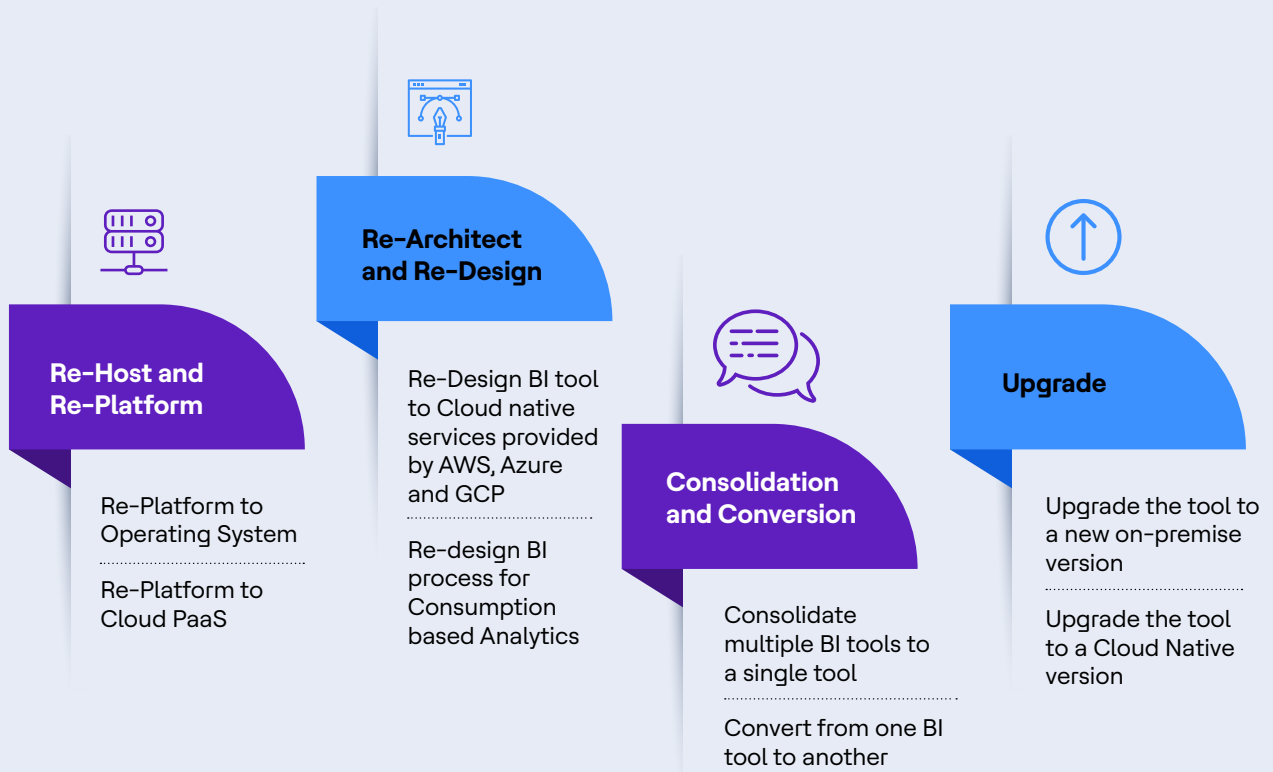 Re-Host and
Re-Platform
Re-Platform to
Operating System
Re-Platform to
Cloud PaaS
Re-Architect
and Re-Design
Re-Design BI tool
to Cloud native
services provided
by AWS, Azure
and GCP
Re-design BI
process for
Consumption
based Analytics
Consolidation
and Conversion
Consolidate
multiple BI tools to
a single tool
Convert from one BI
tool to another
Upgrade
Upgrade the tool to
a new on-premise
version
Upgrade the tool
to a Cloud Native
version